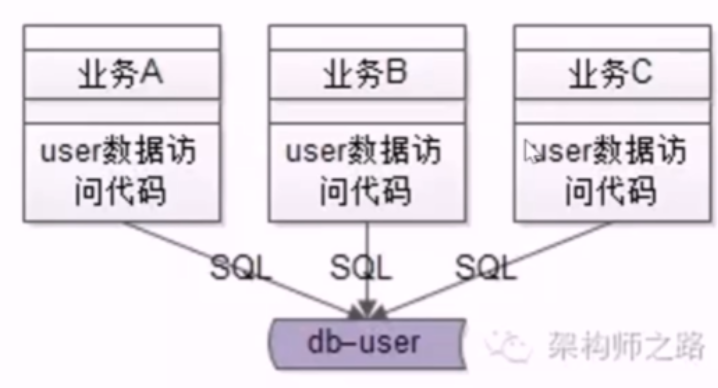 业务A
业务B
业务C
user数据访
问代码
user数据访
问代码
user数据访
问代码
SQL
SQL
SQL
db-user
架构师之路